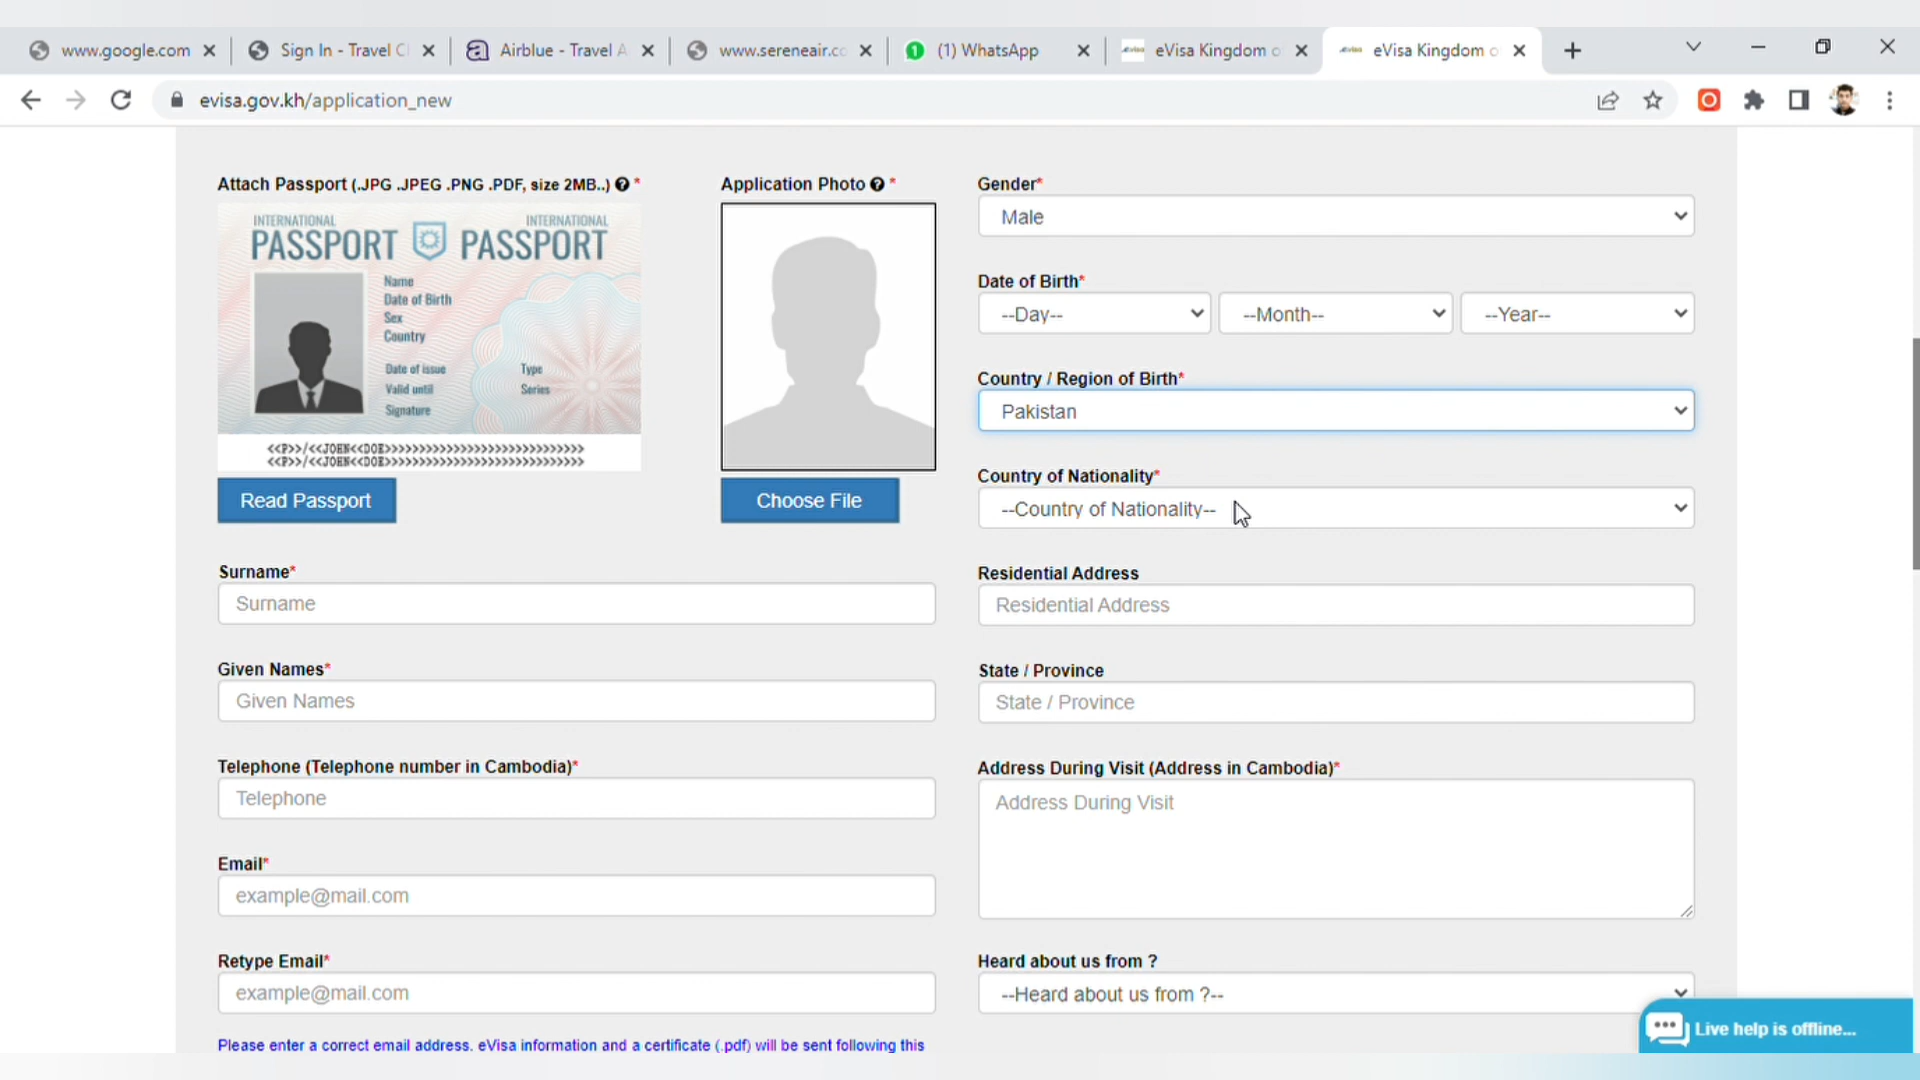 www.google.com
Sign In - Travel Cl
Airblue - Travel A
www.sereneair.co
1
(1) WhatsApp
eVisa Kingdom o
eVisa Kingdom o
evisa.gov.kh/application_new
Attach Passport (.JPG .JPEG .PNG .PDF, size 2MB..) ? *
INTERNATIONAL
PASSPORT
INTERNATIONAL
PASSPORT
Name
Date of Birth
Sex
Country
Date of issue
Type
Valid until
Series
Signature
<<P>>/<<JOHN<<DOE>>>>>>>>>>>>>>>>>>>>>>>>>>>>>
<<P>>/<<JOHN<<DOE>>>>>>>>>>>>>>>>>>>>>>>>>>>>>
Read Passport
Application Photo ? *
Choose File
Surname*
Surname
Given Names*
Given Names
Telephone (Telephone number in Cambodia)*
Telephone
Email*
example@mail.com
Retype Email*
example@mail.com
Please enter a correct email address. eVisa information and a certificate (.pdf) will be sent following this
Gender*
Male
Date of Birth*
--Day--
--Month--
--Year--
Country / Region of Birth*
Pakistan
Country of Nationality*
--Country of Nationality--
Residential Address
Residential Address
State / Province
State / Province
Address During Visit (Address in Cambodia)*
Address During Visit
Heard about us from ?
--Heard about us from ?--
Live help is offline...